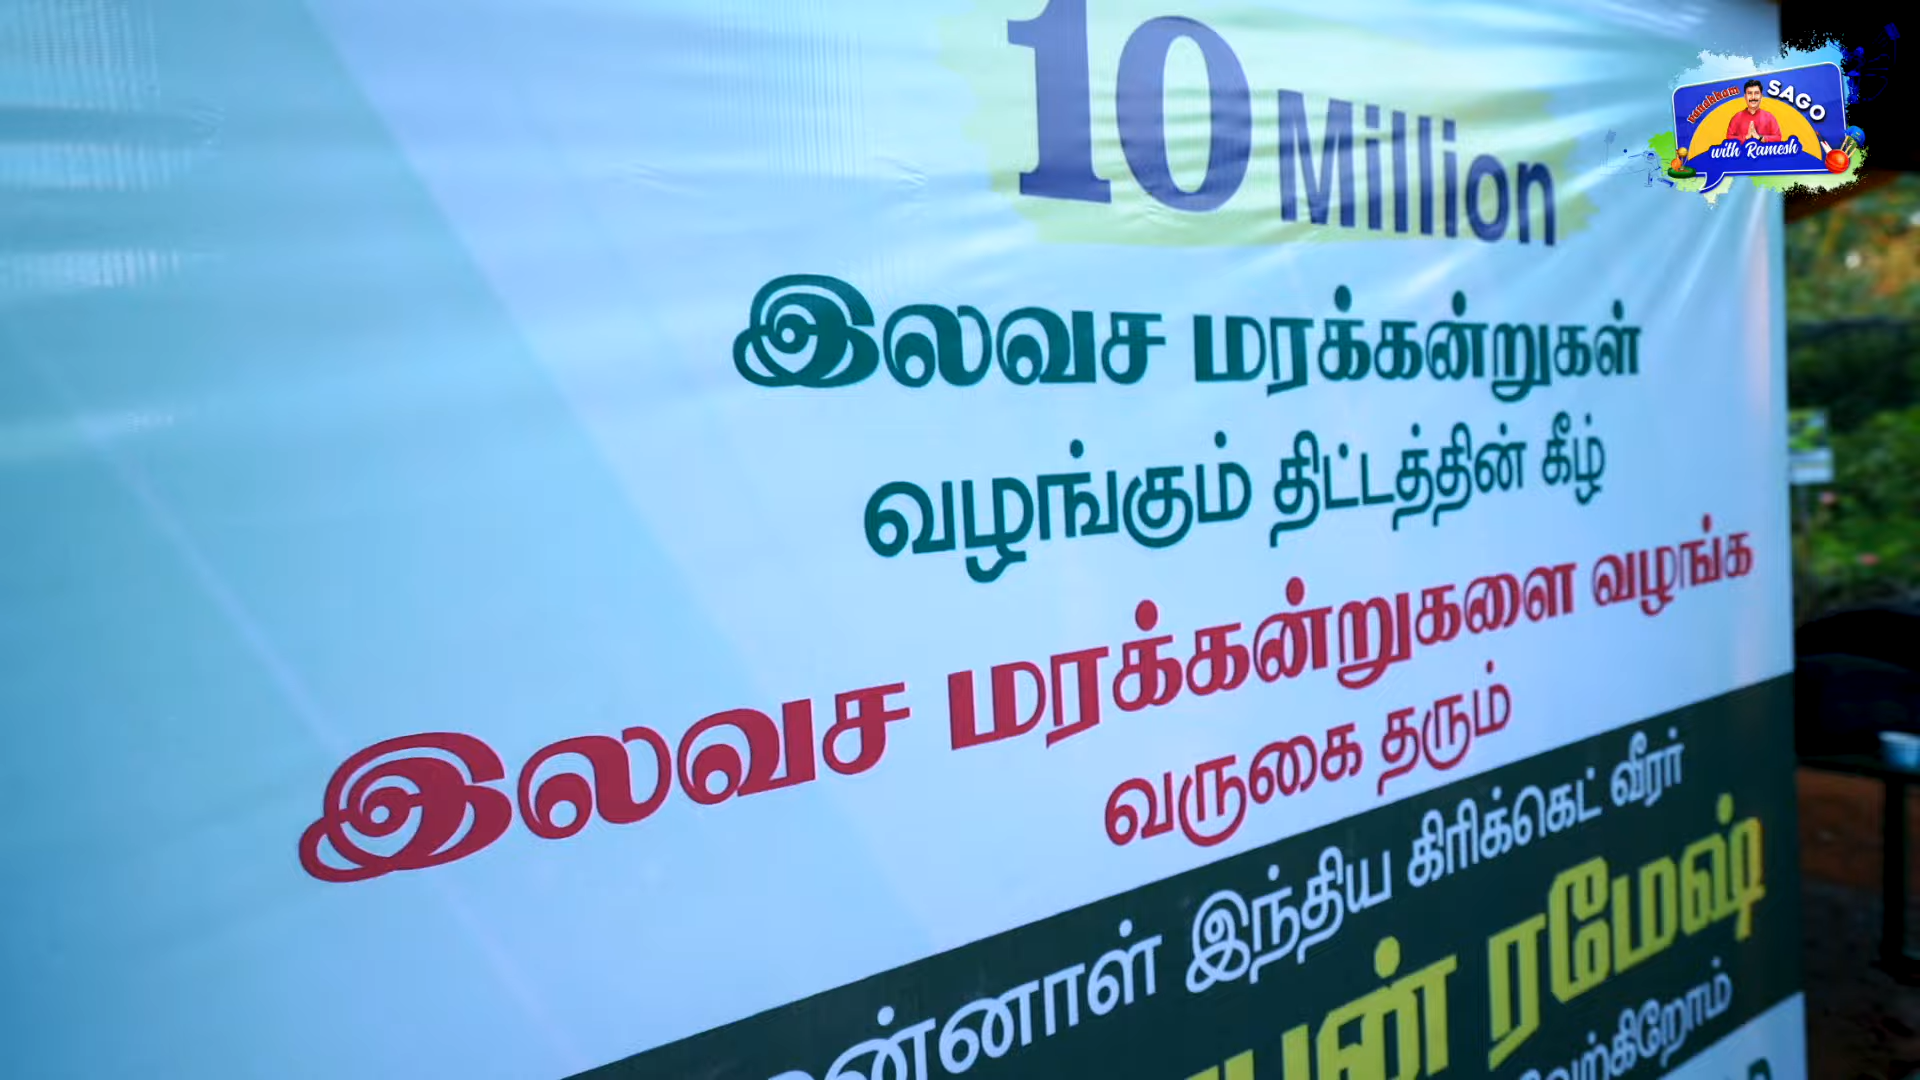 10 Million
இலவச மரக்கன்றுகள்
வழங்கும் திட்டத்தின் கீழ்
இலவச மரக்கன்றுகளை வழங்க
வருகை தரும்
இந்திய கிரிக்கெட் வீரர்
ரமேஷ்
Vanakkam
SAGO
with Ramesh